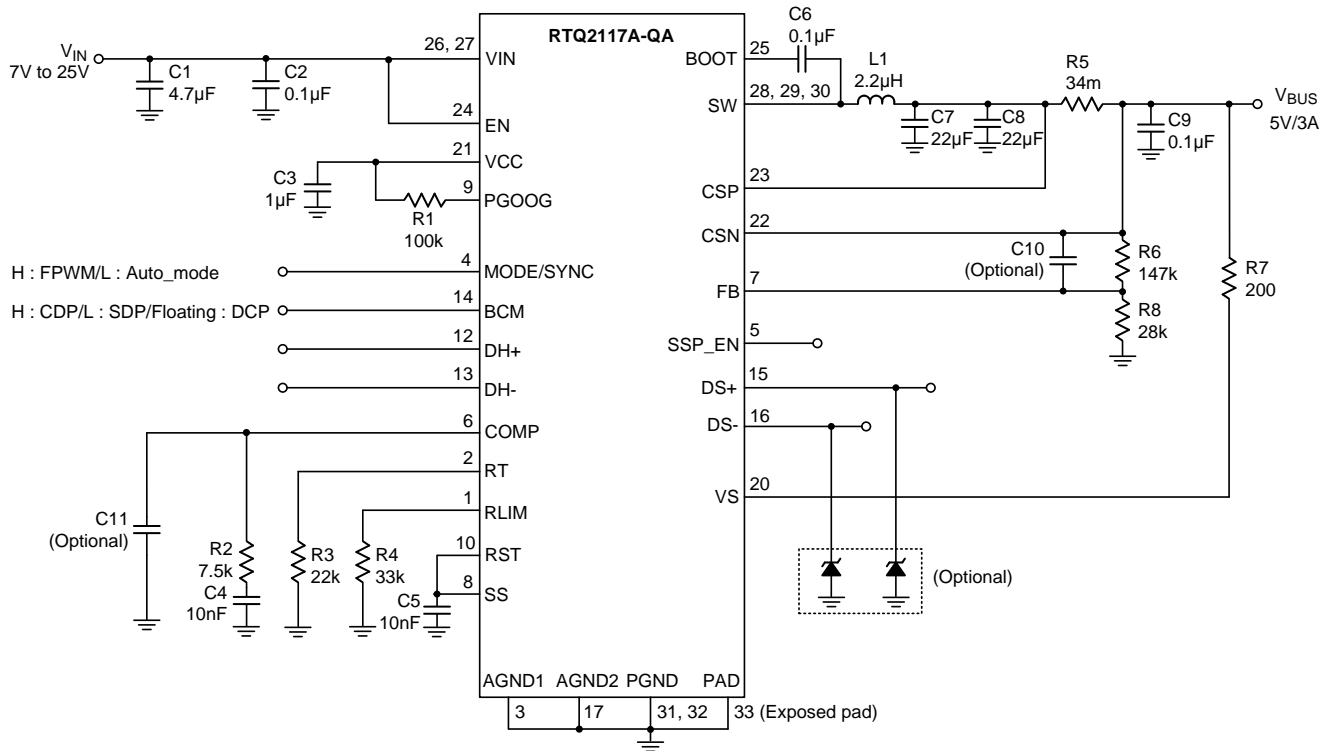 RTQ2117A-QA
VIN
7V to 25V
C1
4.7µF
C2
0.1µF
26, 27
VIN
24
EN
21
VCC
C3
1µF
9
PGOOG
R1
100k
H : FPWM/L : Auto_mode
4
MODE/SYNC
H : CDP/L : SDP/Floating : DCP
14
BCM
12
DH+
13
DH-
6
COMP
2
RT
1
RLIM
10
RST
8
SS
C11
(Optional)
R2
7.5k
C4
10nF
R3
22k
R4
33k
C5
10nF
C6
0.1µF
25
BOOT
L1
2.2µH
28, 29, 30
SW
R5
34m
C7
22µF
C8
22µF
C9
0.1µF
VBUS
5V/3A
23
CSP
22
CSN
C10
(Optional)
R6
147k
R7
200
7
FB
R8
28k
5
SSP_EN
15
DS+
16
DS-
20
VS
(Optional)
AGND1 AGND2 PGND PAD
3 17 31, 32 33 (Exposed pad)